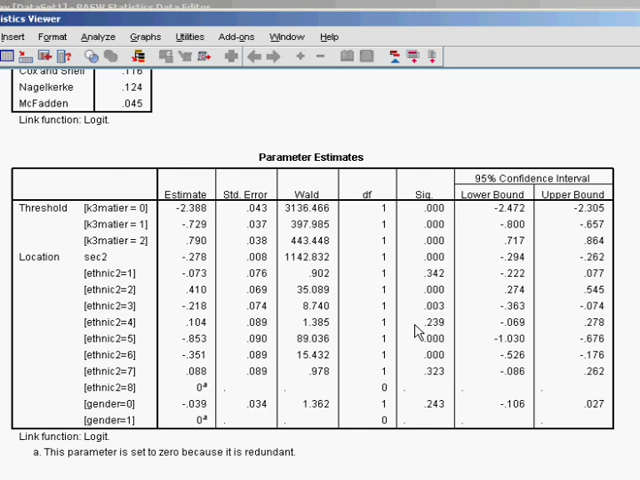 ay [DataSet1] - PASW Statistics Data Editor
istics Viewer
Insert Format Analyze Graphs Utilities Add-ons Window Help
Cox and Snell .116
Nagelkerke .124
McFadden .045
Link function: Logit.
Parameter Estimates
95% Confidence Interval
Estimate Std. Error Wald df Sig. Lower Bound Upper Bound
Threshold [k3matier = 0] -2.388 .043 3136.466 1 .000 -2.472 -2.305
[k3matier = 1] -.729 .037 397.985 1 .000 -.800 -.657
[k3matier = 2] .790 .038 443.448 1 .000 .717 .864
Location sec2 -.278 .008 1142.832 1 .000 -.294 -.262
[ethnic2=1] -.073 .076 .902 1 .342 -.222 .077
[ethnic2=2] .410 .069 35.089 1 .000 .274 .545
[ethnic2=3] -.218 .074 8.740 1 .003 -.363 -.074
[ethnic2=4] .104 .089 1.385 1 .239 -.069 .278
[ethnic2=5] -.853 .090 89.036 1 .000 -1.030 -.676
[ethnic2=6] -.351 .089 15.432 1 .000 -.526 -.176
[ethnic2=7] .088 .089 .978 1 .323 -.086 .262
[ethnic2=8] 0a . . 0 . . .
[gender=0] -.039 .034 1.362 1 .243 -.106 .027
[gender=1] 0a . . 0 . . .
Link function: Logit.
a. This parameter is set to zero because it is redundant.